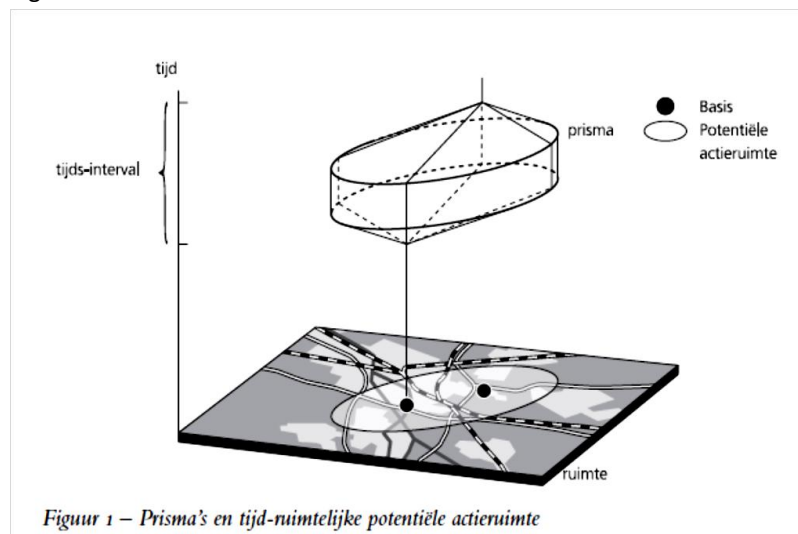 tijd
prisma
Basis
Potentiële
actieruimte
tijds-interval
ruimte
Figuur 1 – Prisma's en tijd-ruimtelijke potentiële actieruimte